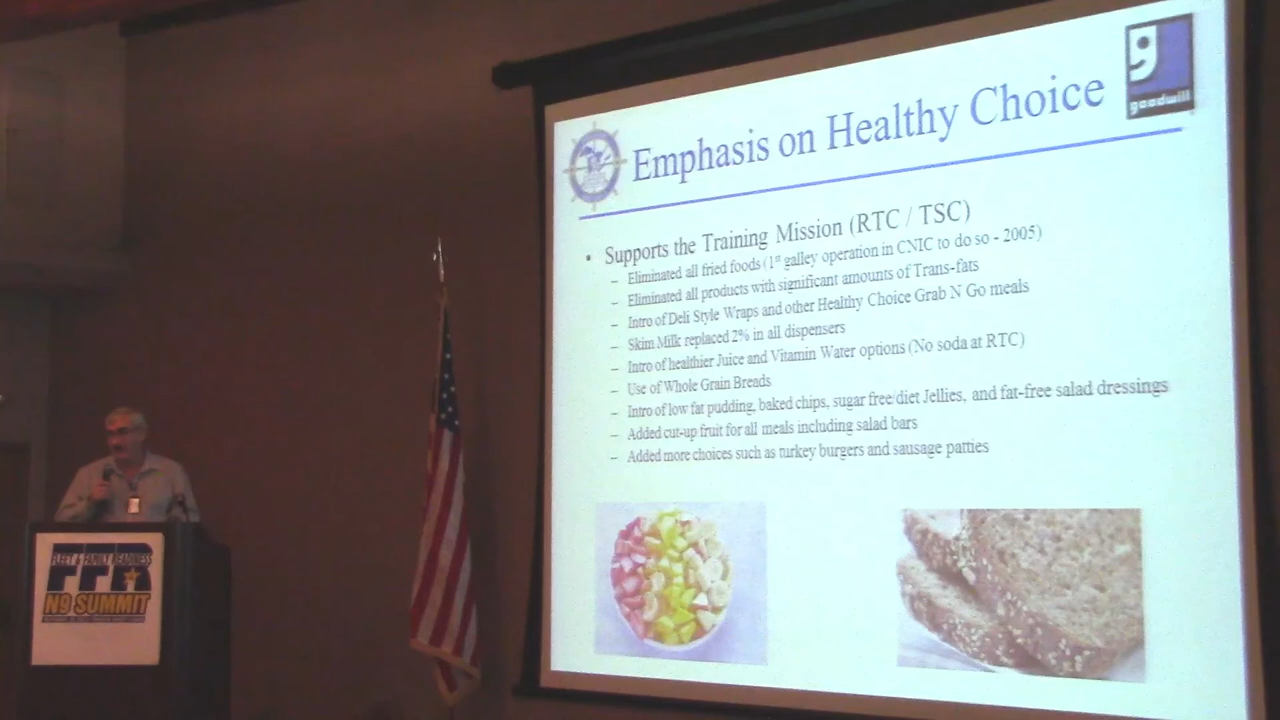 goodwill
Emphasis on Healthy Choice
• Supports the Training Mission (RTC / TSC)
– Eliminated all fried foods (1st galley operation in CNIC to do so - 2005)
– Eliminated all products with significant amounts of Trans-fats
– Intro of Deli Style Wraps and other Healthy Choice Grab N Go meals
– Skim Milk replaced 2% in all dispensers
– Intro of healthier Juice and Vitamin Water options (No soda at RTC)
– Use of Whole Grain Breads
– Intro of low fat pudding, baked chips, sugar free/diet Jellies, and fat-free salad dressings
– Added cut-up fruit for all meals including salad bars
– Added more choices such as turkey burgers and sausage patties
FLEET & FAMILY READINESS
FFR
N9 SUMMIT